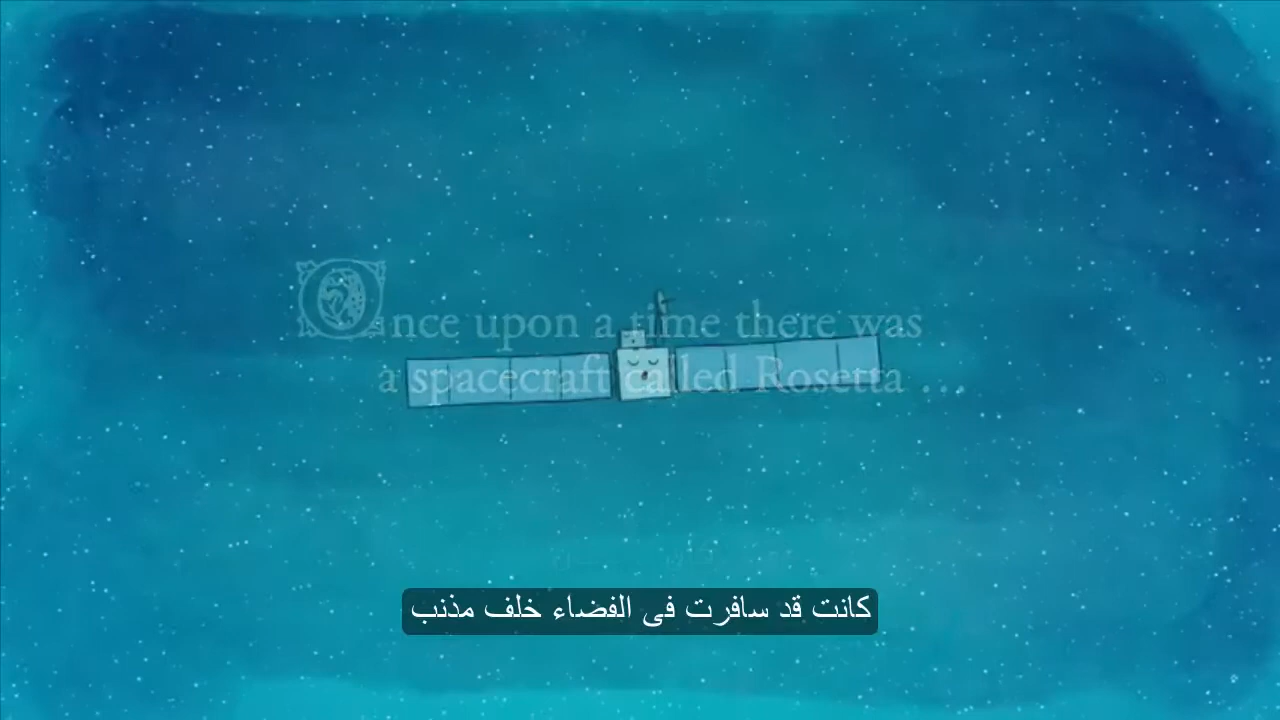 Once upon a time there was
a spacecraft called Rosetta ...
كانت قد سافرت فى الفضاء خلف مذنب